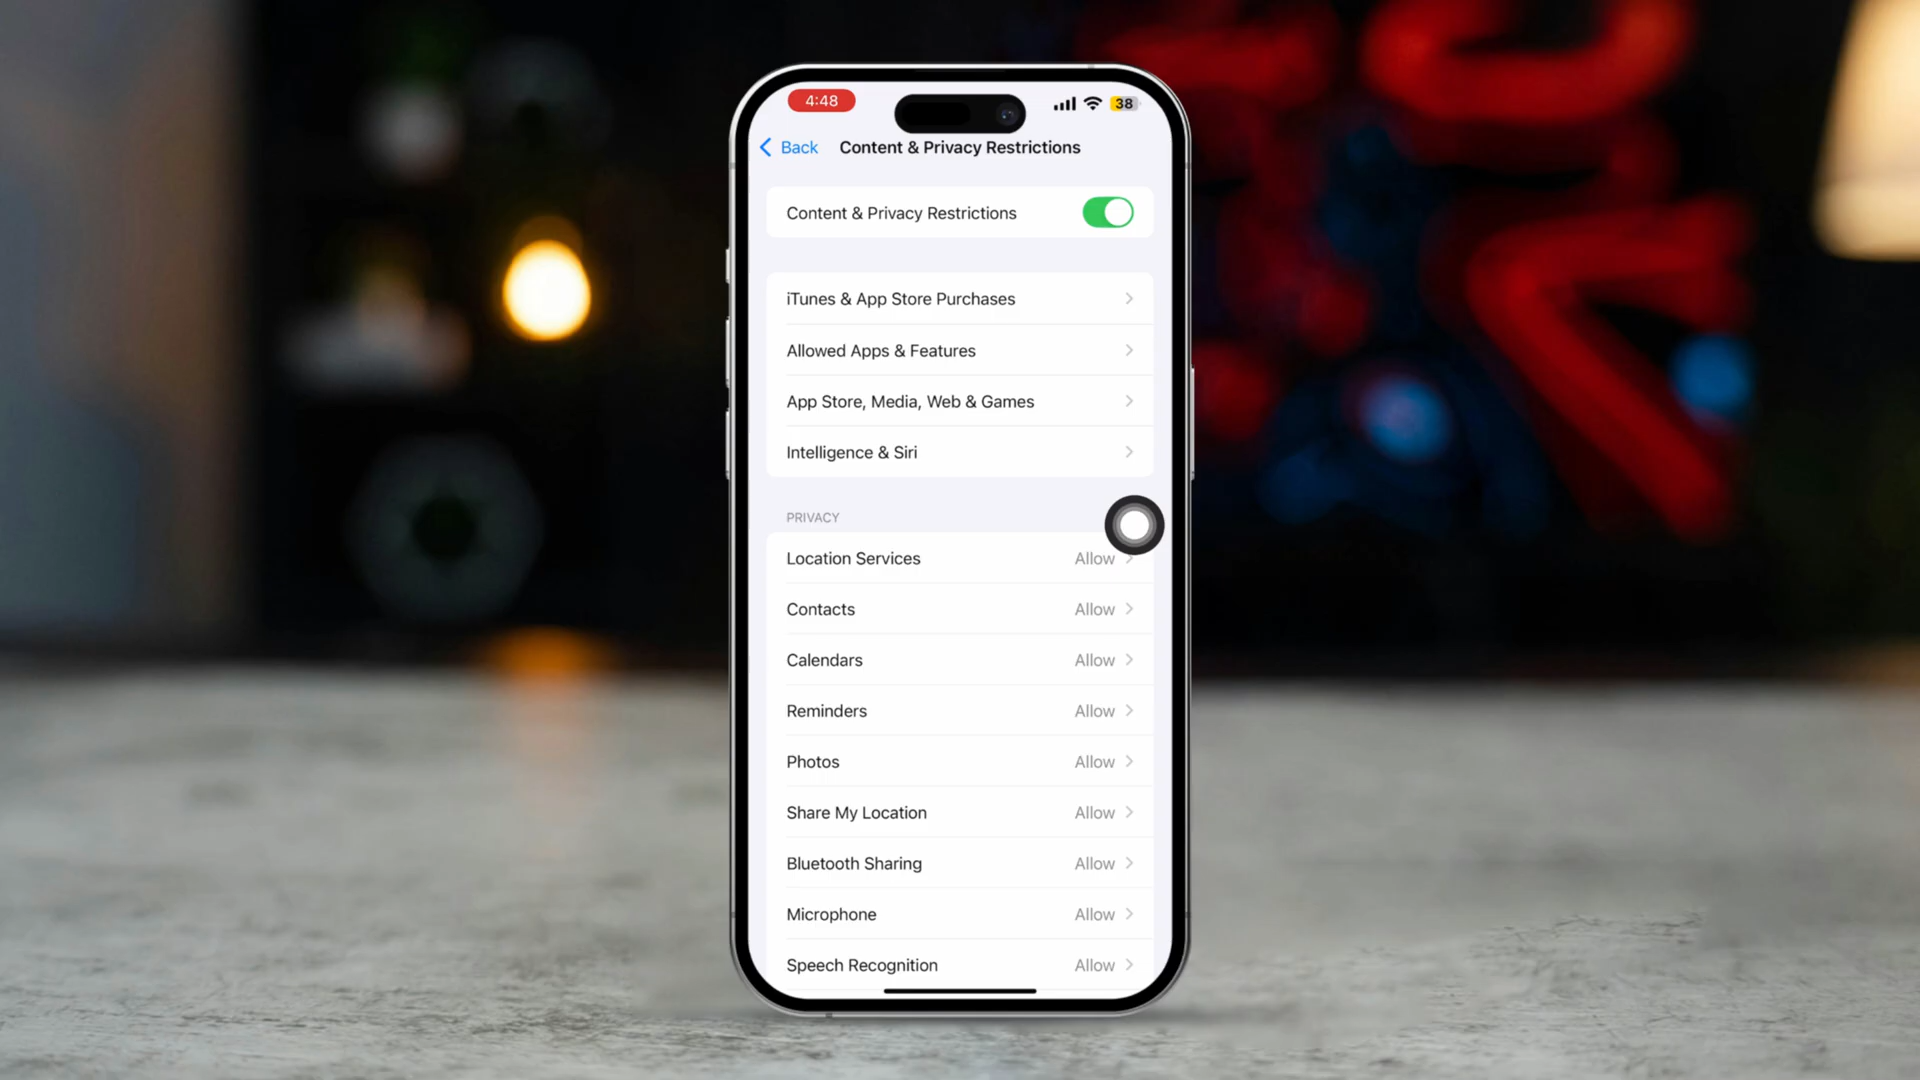 4:48
38
Back
Content & Privacy Restrictions
Content & Privacy Restrictions
iTunes & App Store Purchases
Allowed Apps & Features
App Store, Media, Web & Games
Intelligence & Siri
PRIVACY
Location Services Allow
Contacts Allow
Calendars Allow
Reminders Allow
Photos Allow
Share My Location Allow
Bluetooth Sharing Allow
Microphone Allow
Speech Recognition Allow